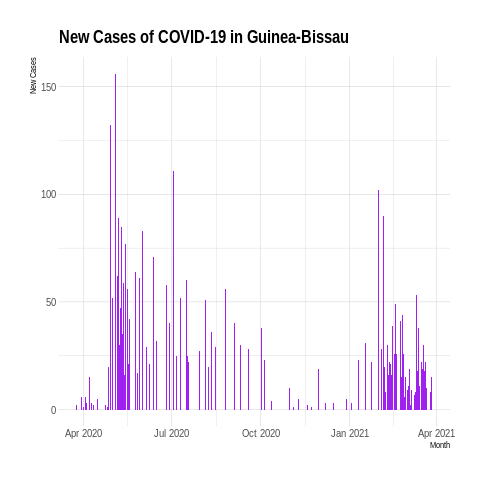 New Cases of COVID-19 in Guinea-Bissau
New Cases
150
100
50
0
Apr 2020 Jul 2020 Oct 2020 Jan 2021 Apr 2021
Month